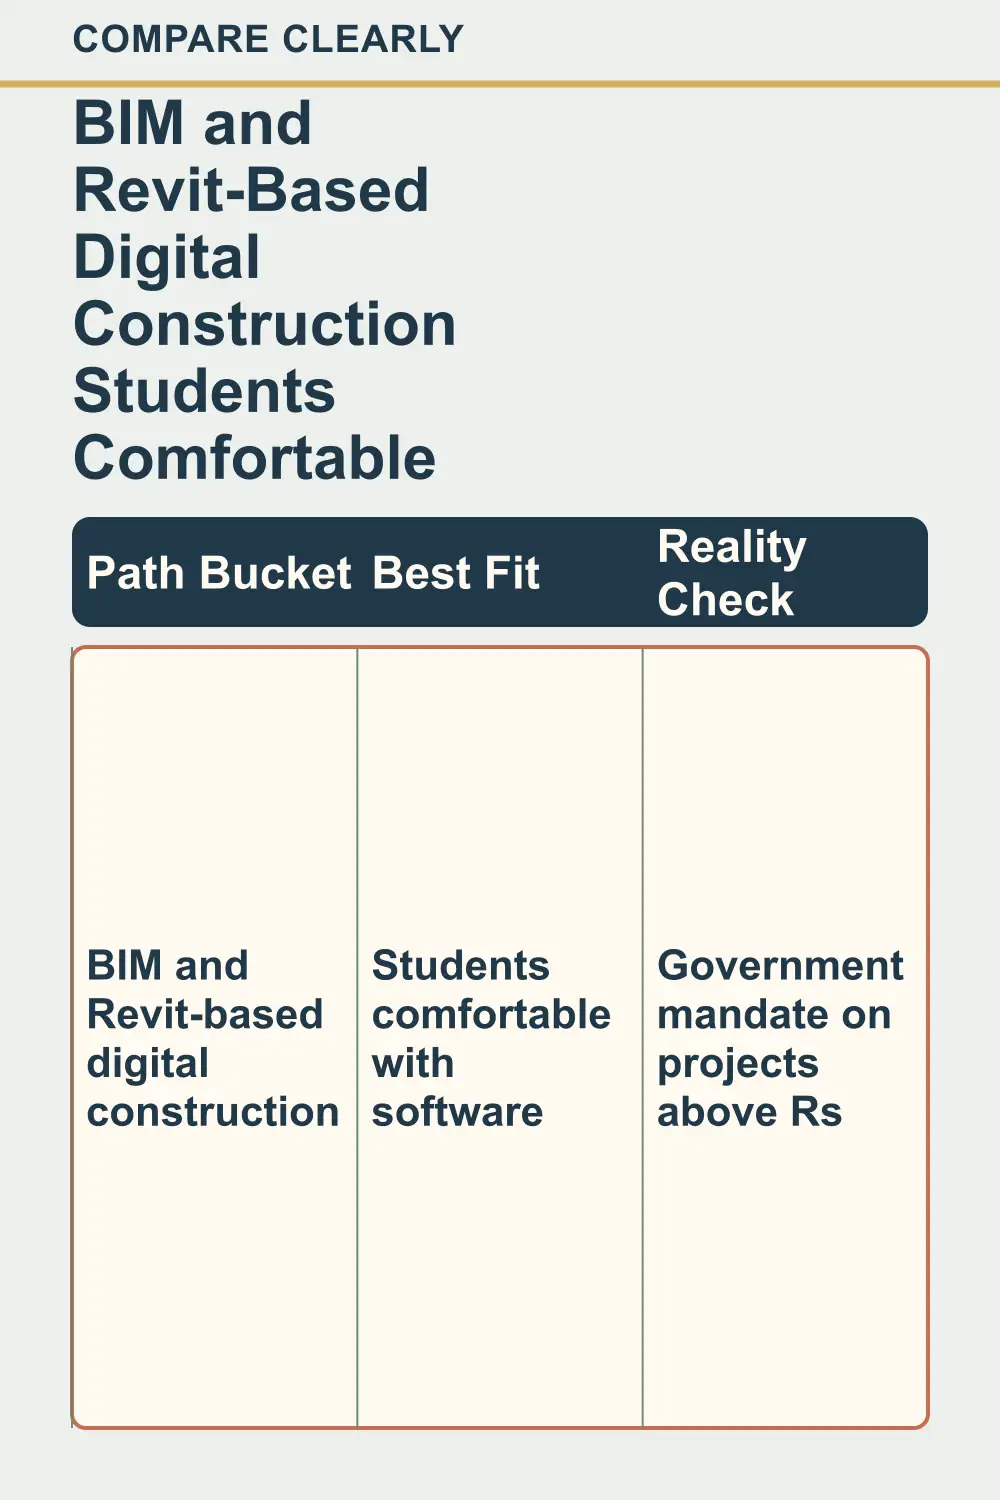 COMPARE CLEARLY
BIM and
Revit-Based
Digital
Construction
Students
Comfortable
Path Bucket
Best Fit
Reality
Check
BIM and
Revit-based
digital
construction
Students
comfortable
with
software
Government
mandate on
projects
above Rs